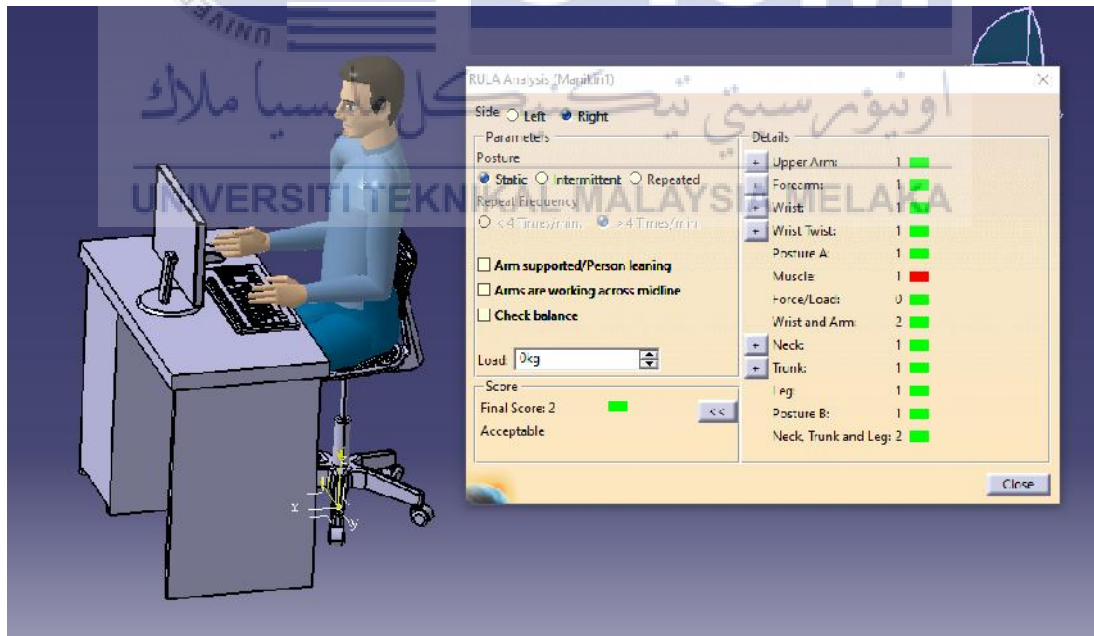 اونيۏرسيتي تيكنيكل مليسيا ملاك
UNIVERSITI TEKNIKAL MALAYSIA MELAKA
RULA Analysis (Manikin1)
Side Left Right
Parameters
Posture
Static Intermittent Repeated
Repeat Frequency
< 4 Times/min. > 4 Times/min.
Arm supported/Person leaning
Arms are working across midline
Check balance
Load: 0kg
Score
Final Score: 2
<<
Acceptable
Details
+ Upper Arm: 1
+ Forearm: 1
+ Wrist: 1
+ Wrist Twist: 1
Posture A: 1
Muscle: 1
Force/Load: 0
Wrist and Arm: 2
+ Neck: 1
+ Trunk: 1
Leg: 1
Posture B: 1
Neck, Trunk and Leg: 2
Close
x
y